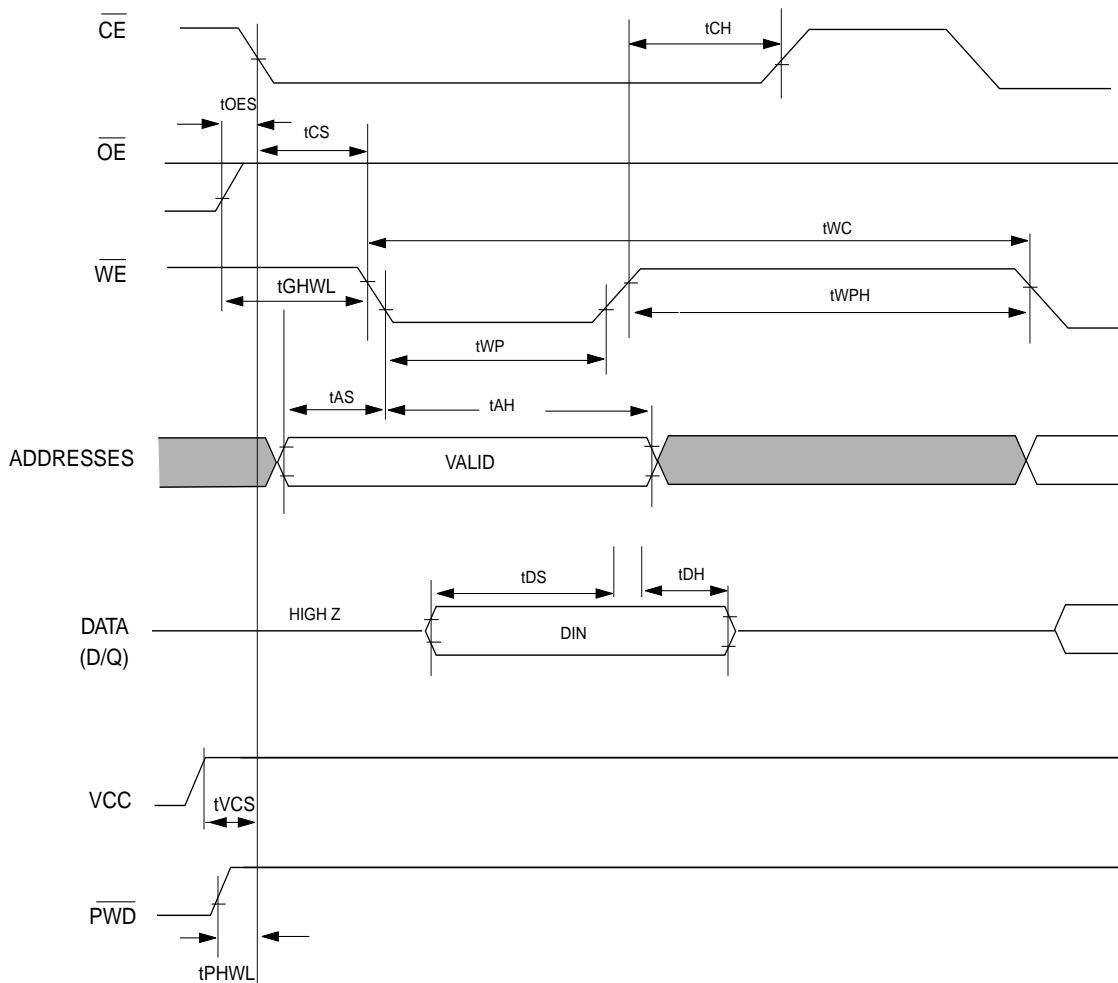 CE
tCH
tOES
tCS
OE
tWC
WE
tGHWL
tWPH
tWP
tAS
tAH
ADDRESSES
VALID
tDS
tDH
HIGH Z
DATA
(D/Q)
DIN
VCC
tVCS
PWD
tPHWL